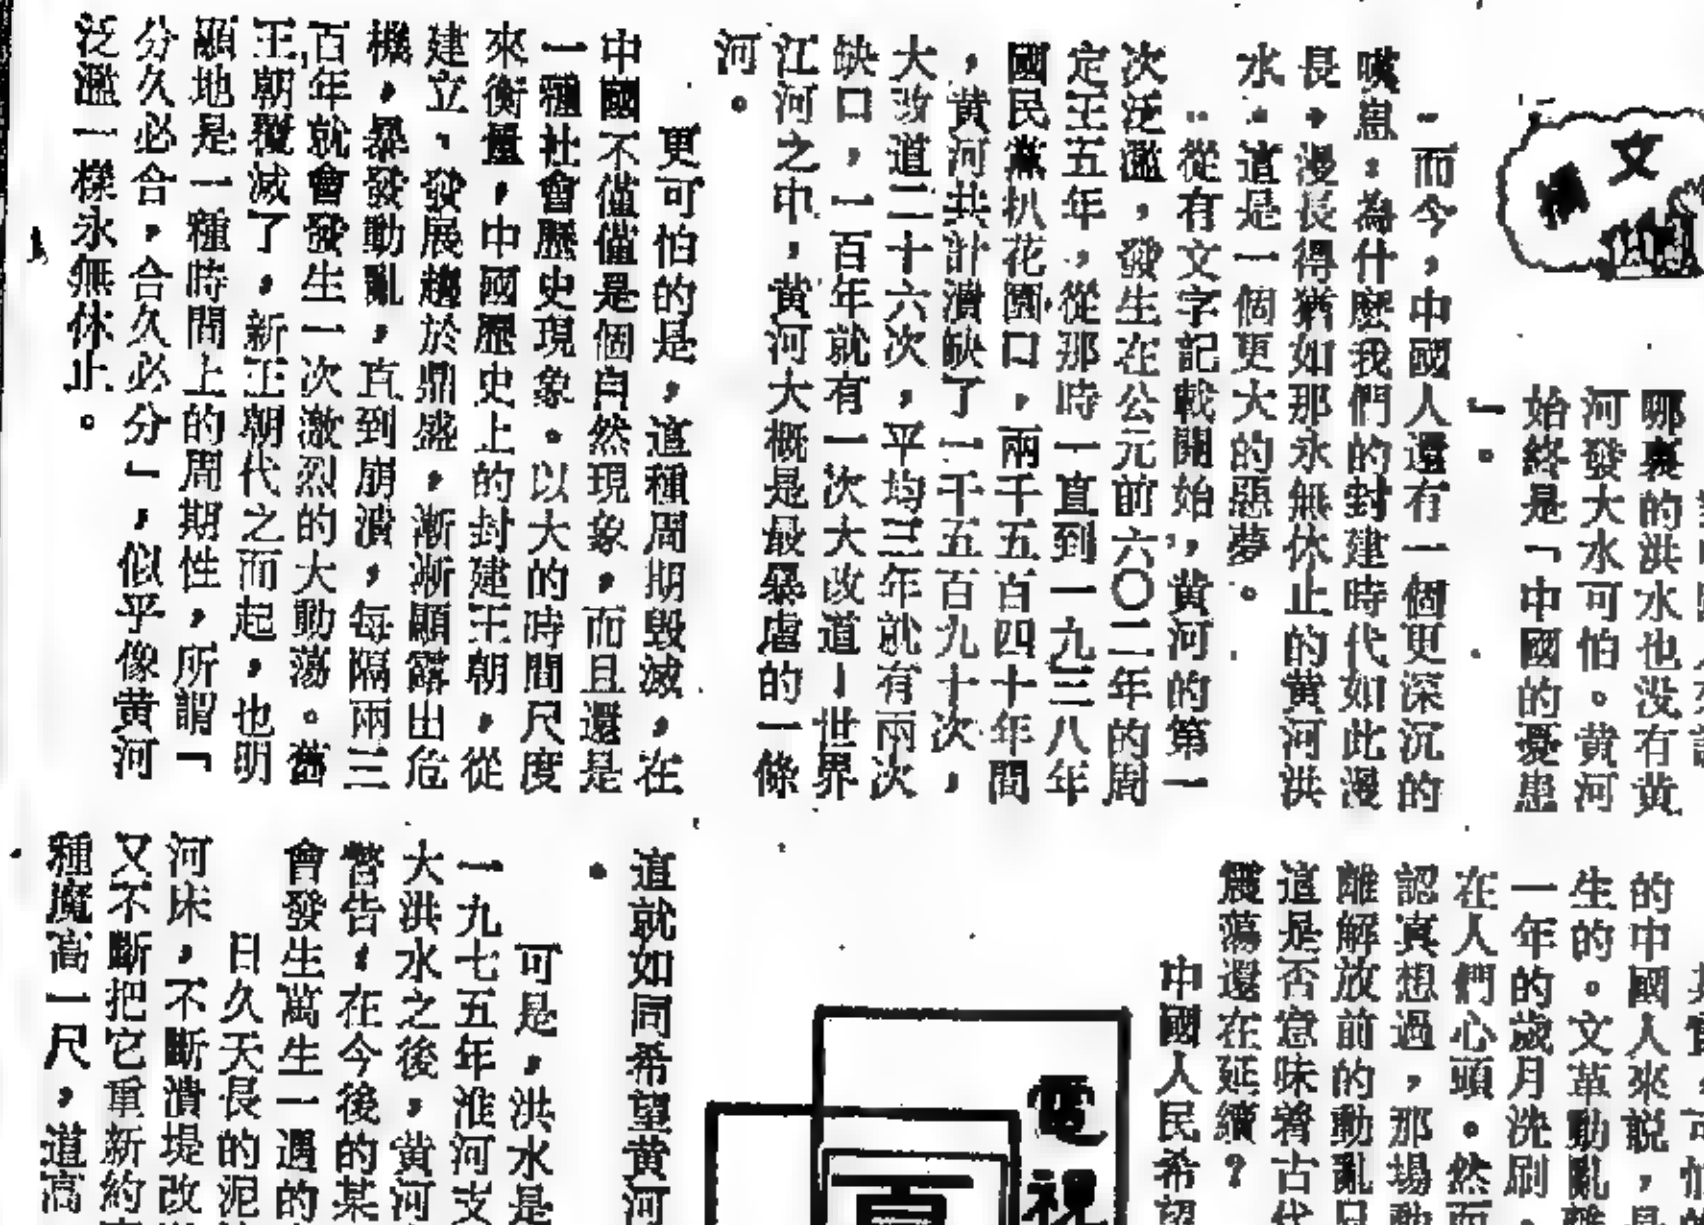 文
哪裏的洪水也没有黄
河發大水可怕。黄河
始終是「中國的憂患
」。
而今，中國人還有一個更深沉的
嘆息：為什麽我們的封建時代如此漫
長，漫長得猶如那永無休止的黄河洪
水。這是一個更大的惡夢。
從有文字記載開始，黄河的第一
次泛濫，發生在公元前六〇二年的周
定王五年，從那時一直到一九三八年
國民黨扒花園口，兩千五百四十年間
，黄河共計潰缺了一千五百九十次，
大改道二十六次，平均三年就有兩次
缺口，一百年就有一次大改道—世界
江河之中，黄河大概是最暴虐的一條
河。
更可怕的是，這種周期毁滅，在
中國不僅僅是個自然現象，而且還是
一種社會歷史現象。以大的時間尺度
來衡量，中國歷史上的封建王朝，從
建立、發展趨於鼎盛，漸漸顯露出危
機，暴發動亂，直到崩潰，每隔兩三
百年就會發生一次激烈的大動蕩。舊
王朝覆滅了，新王朝代之而起，也明
顯地是一種時間上的周期性，所謂「
分久必合，合久必分」，似乎像黄河
泛濫一樣永無休止。
的中國人來説，
生的。文革動亂
一年的歲月洗刷
在人們心頭。然而
認真想過，那場動
離解放前的動亂只
這是否意味着古代
震蕩還在延續？
中國人民希望
電視
這就如同希望黄河
。
可是，洪水是
一九七五年淮河支
大洪水之後，黄河
警告，在今後的某
會發生萬年一遇的
日久天長的泥
河床，不斷潰堤改
又不斷把它重新約
種魔高一尺，道高